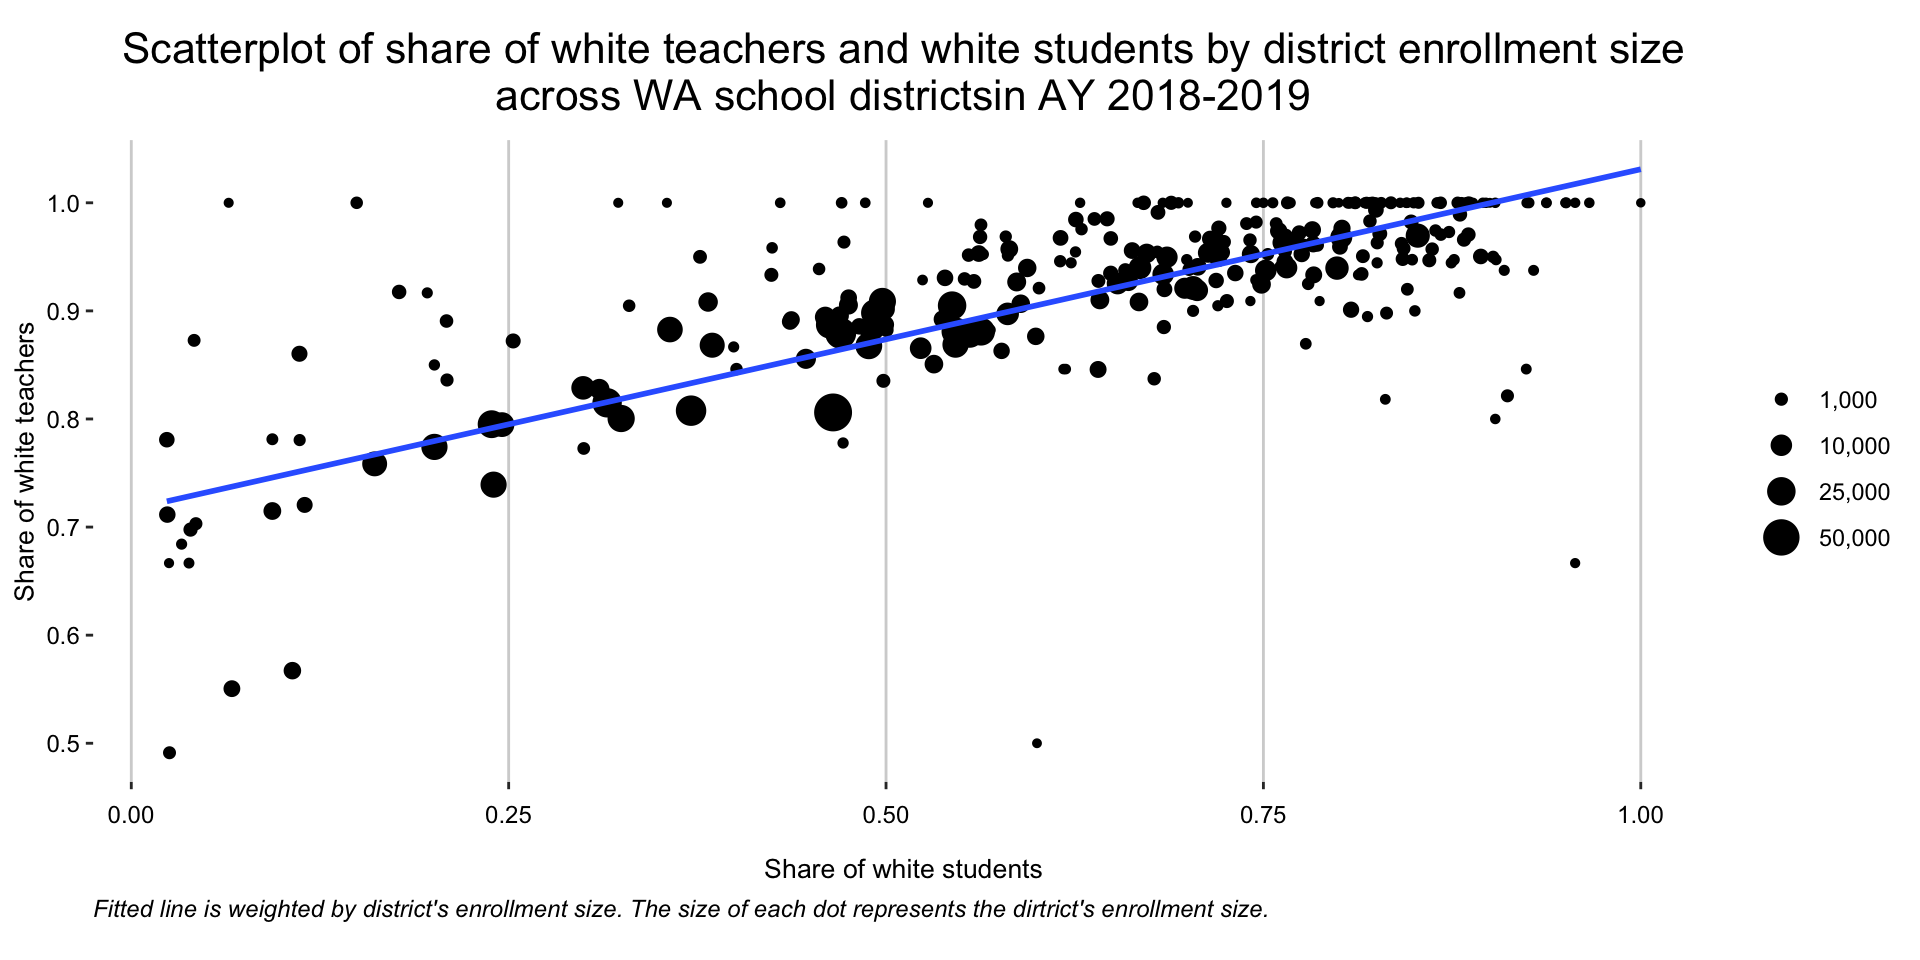 Scatterplot of share of white teachers and white students by district enrollment size
across WA school districtsin AY 2018-2019
Share of white teachers
1.0
0.9
0.8
0.7
0.6
0.5
0.00 0.25 0.50 0.75 1.00
Share of white students
1,000
10,000
25,000
50,000
Fitted line is weighted by district's enrollment size. The size of each dot represents the dirtrict's enrollment size.